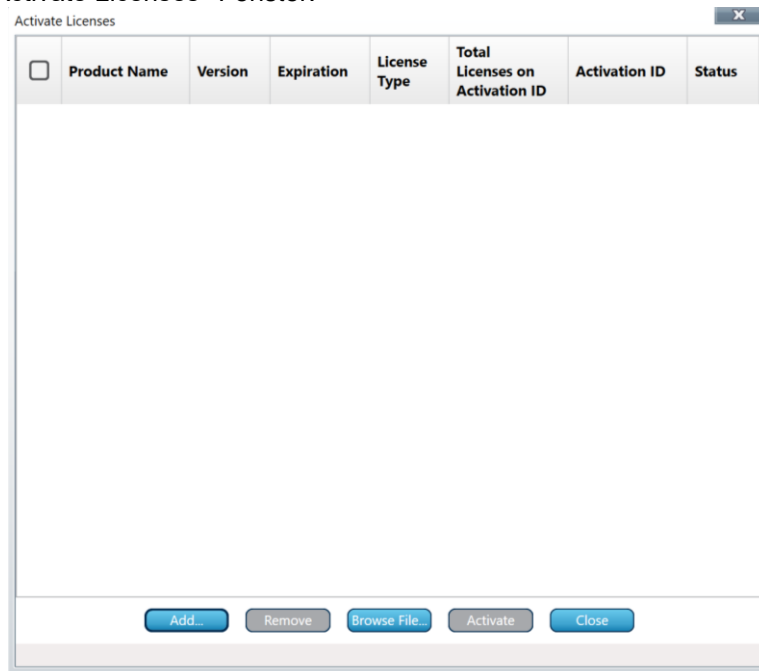 Activate Licenses
Product Name Version Expiration License Type Total Licenses on Activation ID Activation ID Status
Add... Remove Browse File... Activate Close